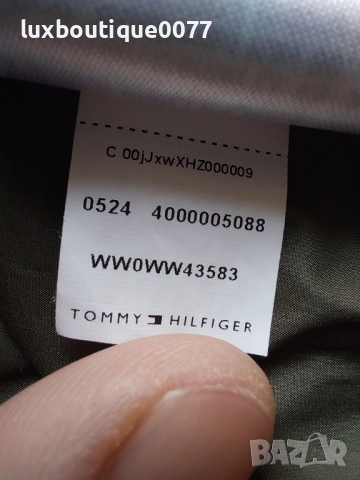 luxboutique0077
C 00jJxwXHZ000009
0524 4000005088
WW0WW43583
TOMMY HILFIGER
BAZAR